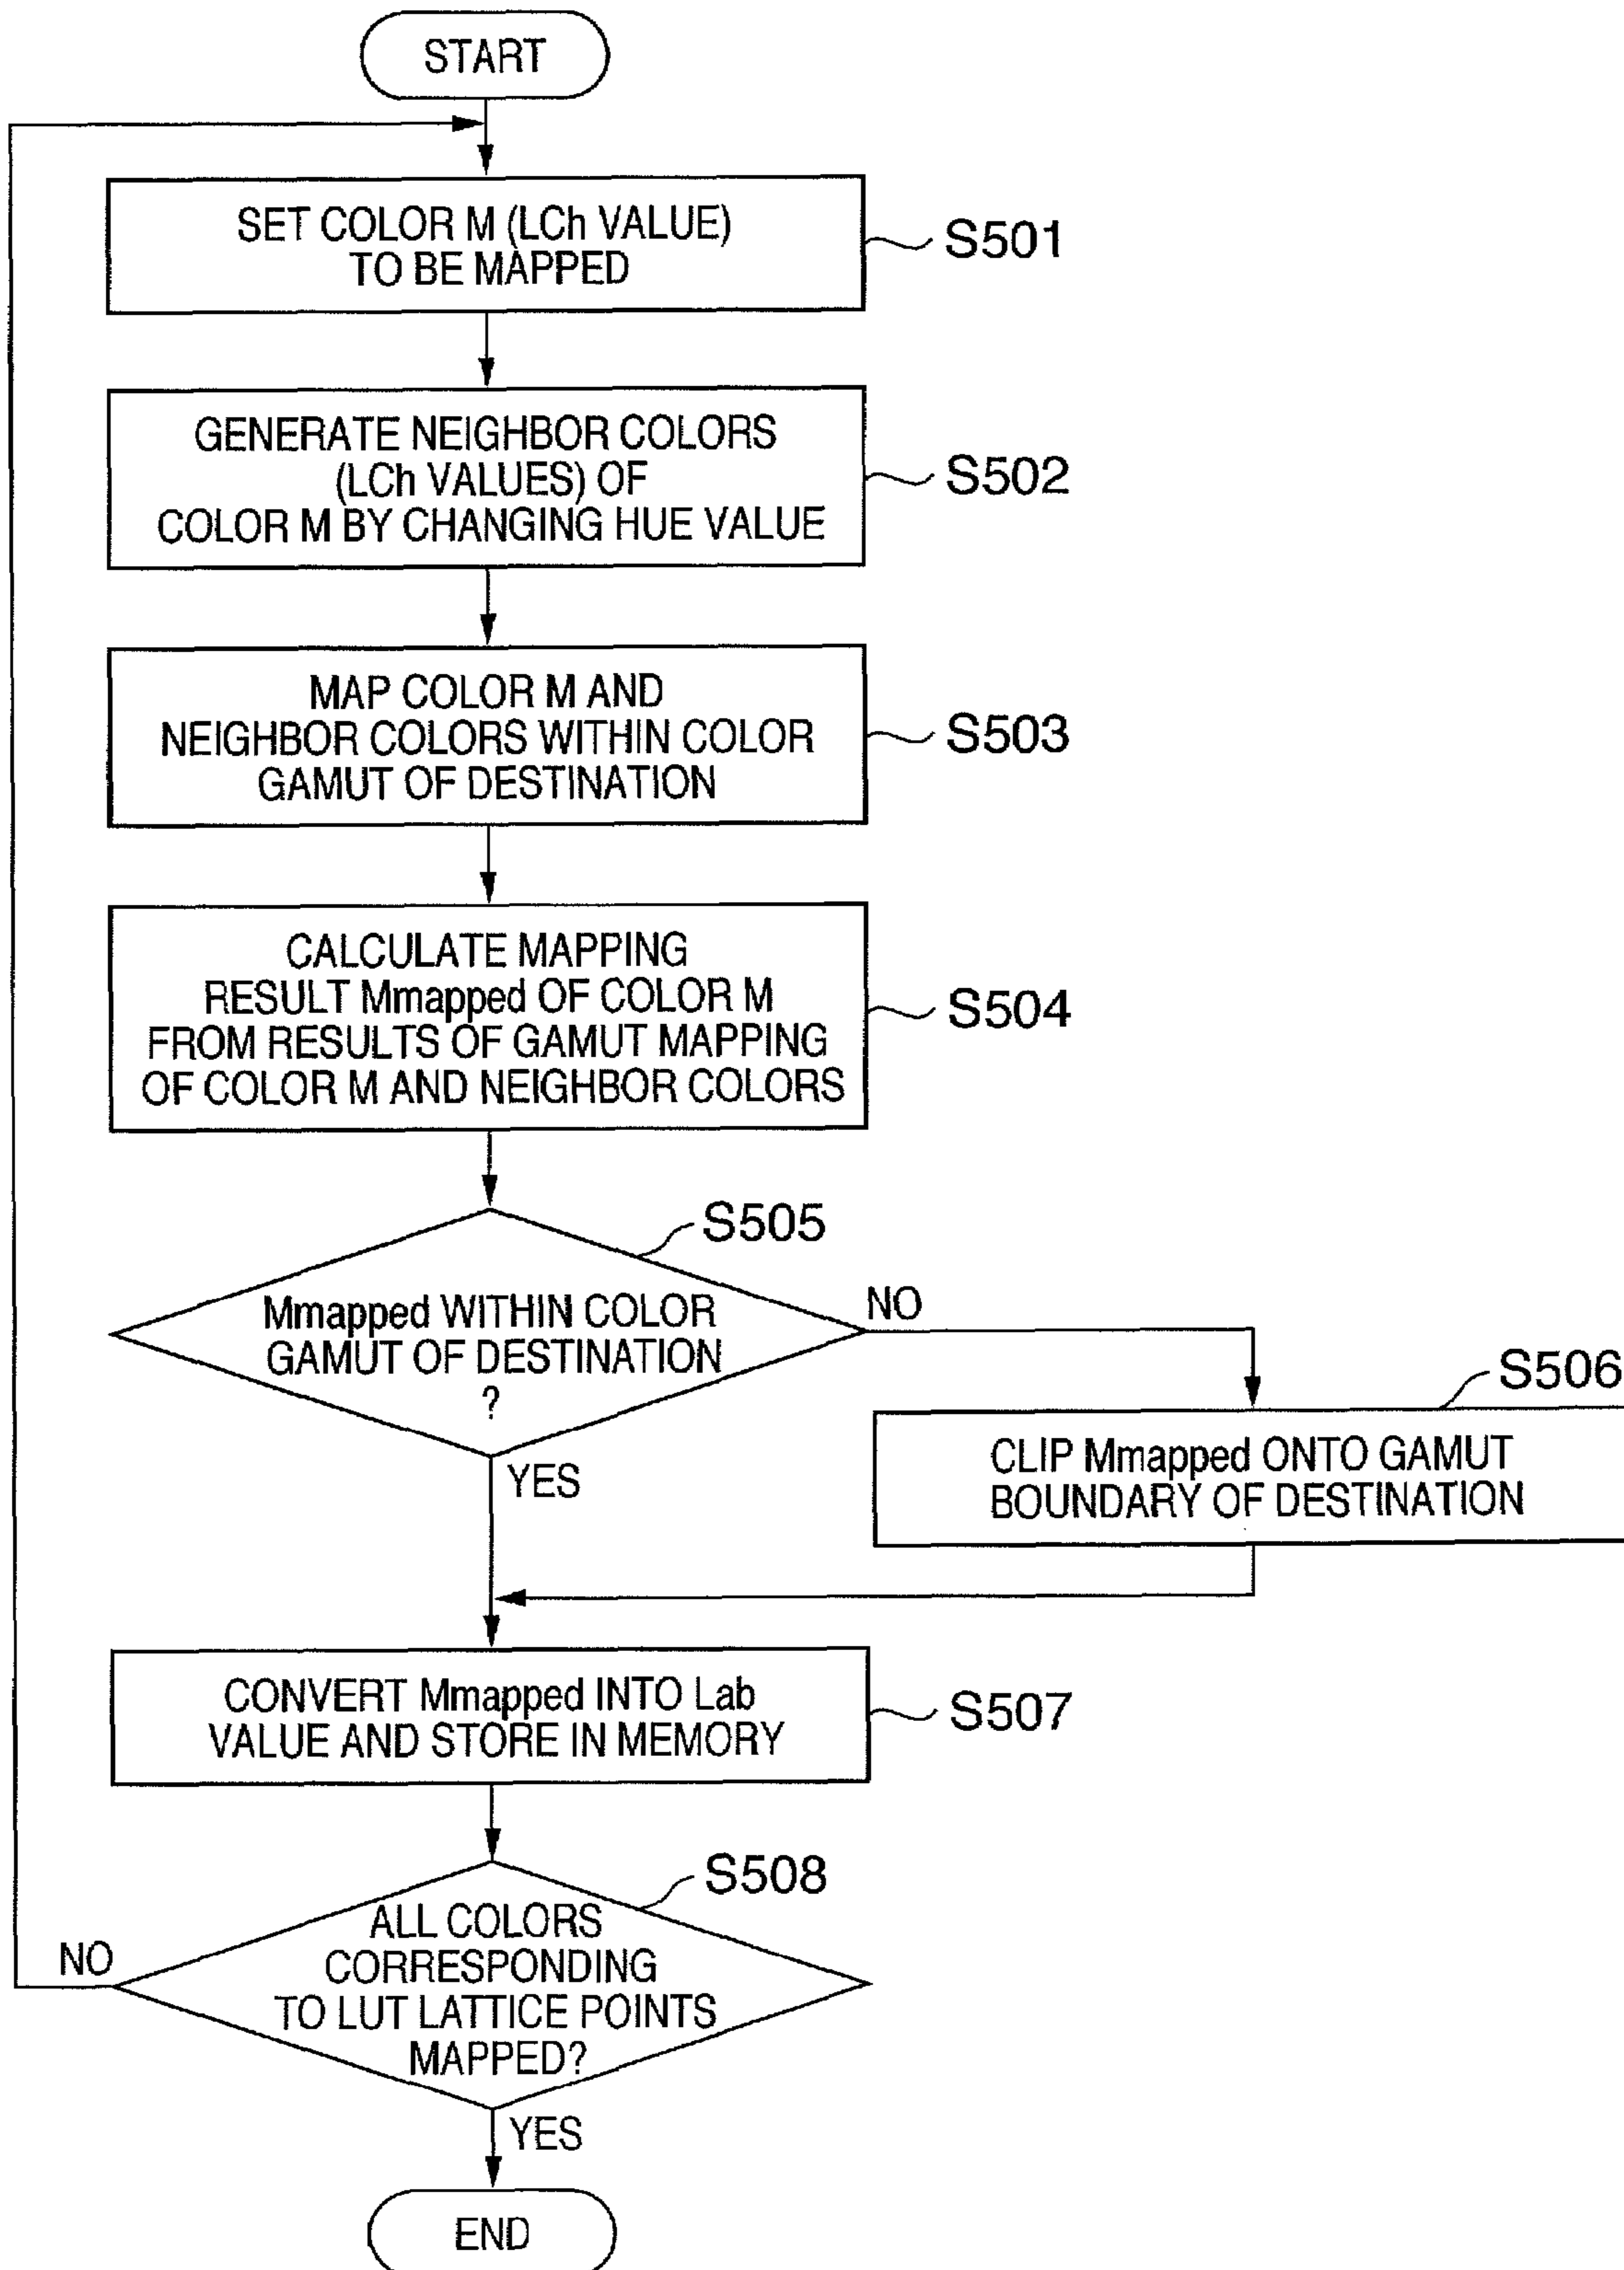 START
SET COLOR M (LCh VALUE)
TO BE MAPPED
S501
GENERATE NEIGHBOR COLORS
(LCh VALUES) OF
COLOR M BY CHANGING HUE VALUE
S502
MAP COLOR M AND
NEIGHBOR COLORS WITHIN COLOR
GAMUT OF DESTINATION
S503
CALCULATE MAPPING
RESULT Mmapped OF COLOR M
FROM RESULTS OF GAMUT MAPPING
OF COLOR M AND NEIGHBOR COLORS
S504
S505
Mmapped WITHIN COLOR
GAMUT OF DESTINATION
?
NO
YES
S506
CLIP Mmapped ONTO GAMUT
BOUNDARY OF DESTINATION
CONVERT Mmapped INTO Lab
VALUE AND STORE IN MEMORY
S507
S508
ALL COLORS
CORRESPONDING
TO LUT LATTICE POINTS
MAPPED?
NO
YES
END